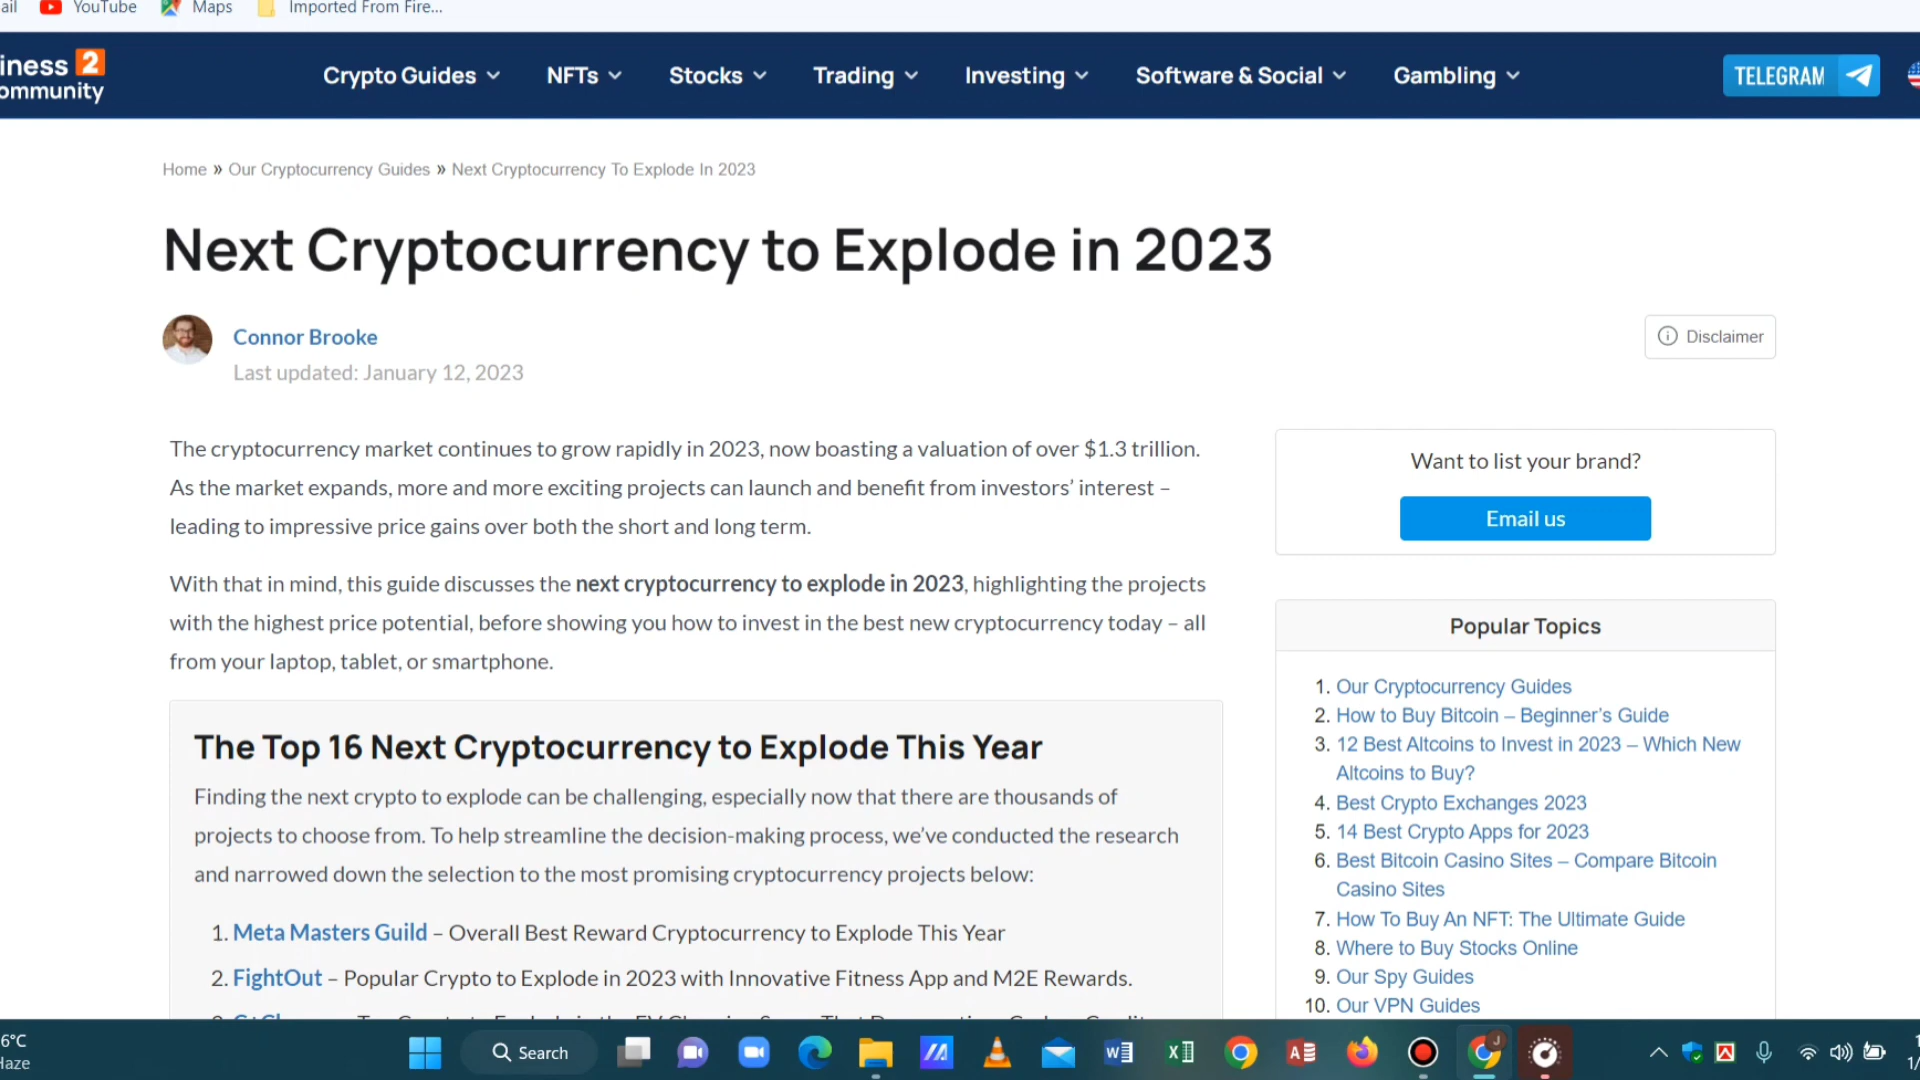 YouTube Maps Imported From Fire...
iness 2
ommunity
Crypto Guides NFTs Stocks Trading Investing Software & Social Gambling TELEGRAM
Home » Our Cryptocurrency Guides » Next Cryptocurrency To Explode In 2023
Next Cryptocurrency to Explode in 2023
Connor Brooke
Last updated: January 12, 2023
Disclaimer
The cryptocurrency market continues to grow rapidly in 2023, now boasting a valuation of over $1.3 trillion.
As the market expands, more and more exciting projects can launch and benefit from investors’ interest –
leading to impressive price gains over both the short and long term.
With that in mind, this guide discusses the next cryptocurrency to explode in 2023, highlighting the projects
with the highest price potential, before showing you how to invest in the best new cryptocurrency today – all
from your laptop, tablet, or smartphone.
The Top 16 Next Cryptocurrency to Explode This Year
Finding the next crypto to explode can be challenging, especially now that there are thousands of
projects to choose from. To help streamline the decision-making process, we’ve conducted the research
and narrowed down the selection to the most promising cryptocurrency projects below:
1. Meta Masters Guild – Overall Best Reward Cryptocurrency to Explode This Year
2. FightOut – Popular Crypto to Explode in 2023 with Innovative Fitness App and M2E Rewards.
Want to list your brand?
Email us
Popular Topics
1. Our Cryptocurrency Guides
2. How to Buy Bitcoin – Beginner’s Guide
3. 12 Best Altcoins to Invest in 2023 – Which New
Altcoins to Buy?
4. Best Crypto Exchanges 2023
5. 14 Best Crypto Apps for 2023
6. Best Bitcoin Casino Sites – Compare Bitcoin
Casino Sites
7. How To Buy An NFT: The Ultimate Guide
8. Where to Buy Stocks Online
9. Our Spy Guides
10. Our VPN Guides
6°C
Haze
Search